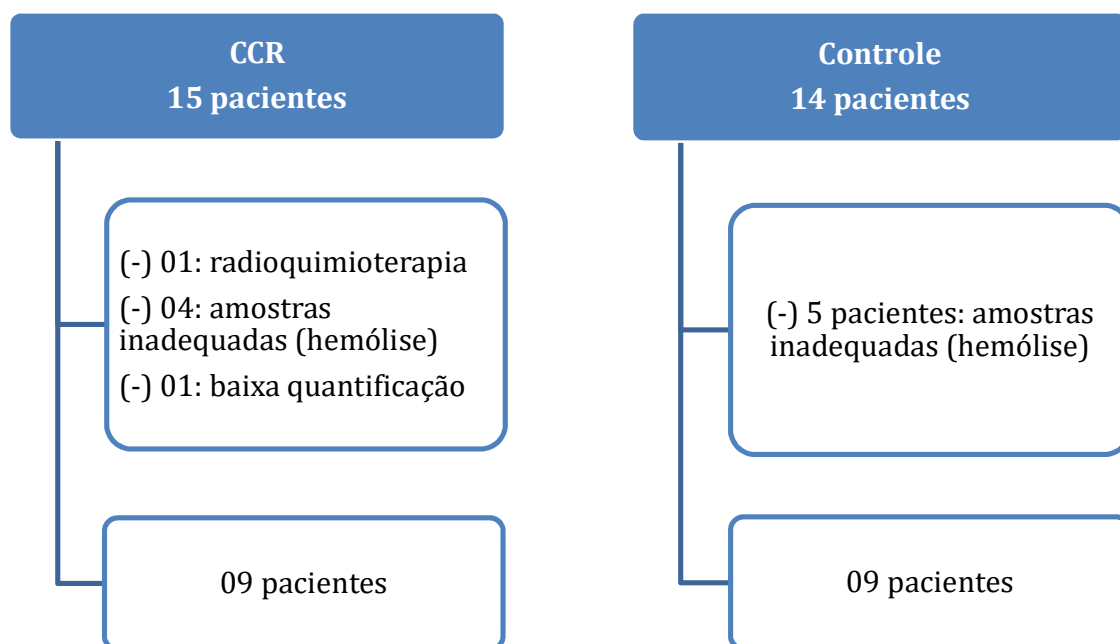 CCR
15 pacientes
(-) 01: radioquimioterapia
(-) 04: amostras
inadequadas (hemólise)
(-) 01: baixa quantificação
09 pacientes
Controle
14 pacientes
(-) 5 pacientes: amostras
inadequadas (hemólise)
09 pacientes